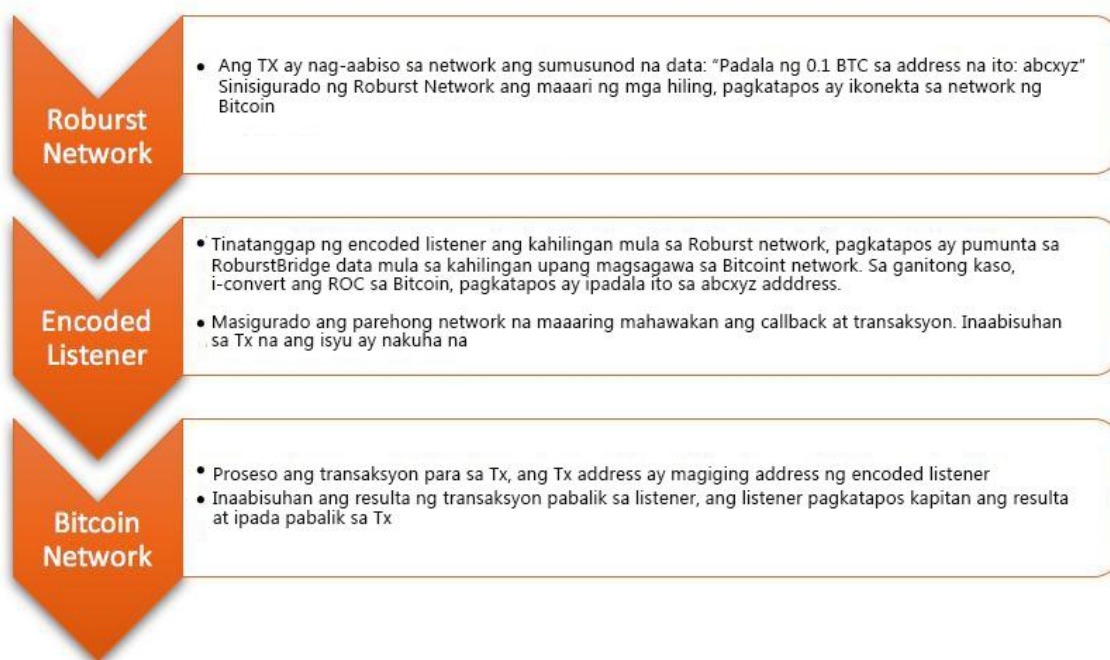 Roburst
Network
• Ang TX ay nag-aabiso sa network ang sumusunod na data: “Padala ng 0.1 BTC sa address na ito: abcxyz”
Sinisigurado ng Roburst Network ang maaari ng mga hiling, pagkatapos ay ikonekta sa network ng
Bitcoin
Encoded
Listener
• Tinatanggap ng encoded listener ang kahilingan mula sa Roburst network, pagkatapos ay pumunta sa
RoburstBridge data mula sa kahilingan upang magsagawa sa Bitcoint network. Sa ganitong kaso,
i-convert ang ROC sa Bitcoin, pagkatapos ay ipadala ito sa abcxyz adddress.
• Masigurado ang parehong network na maaaring mahawakan ang callback at transaksyon. Inaabisuhan
sa Tx na ang isyu ay nakuha na
Bitcoin
Network
• Proseso ang transaksyon para sa Tx, ang Tx address ay magiging address ng encoded listener
• Inaabisuhan ang resulta ng transaksyon pabalik sa listener, ang listener pagkatapos kapitan ang resulta
at ipada pabalik sa Tx